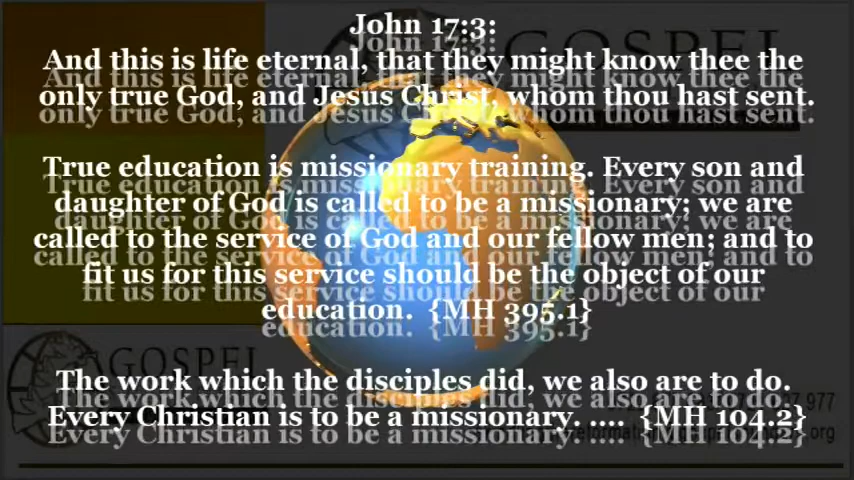 John 17:3:
And this is life eternal, that they might know thee the
only true God, and Jesus Christ, whom thou hast sent.
True education is missionary training. Every son and
daughter of God is called to be a missionary; we are
called to the service of God and our fellow men; and to
fit us for this service should be the object of our
education. {MH 395.1}
The work which the disciples did, we also are to do.
Every Christian is to be a missionary. .... {MH 104.2}
GOSPEL
GOSPEL
977
.org